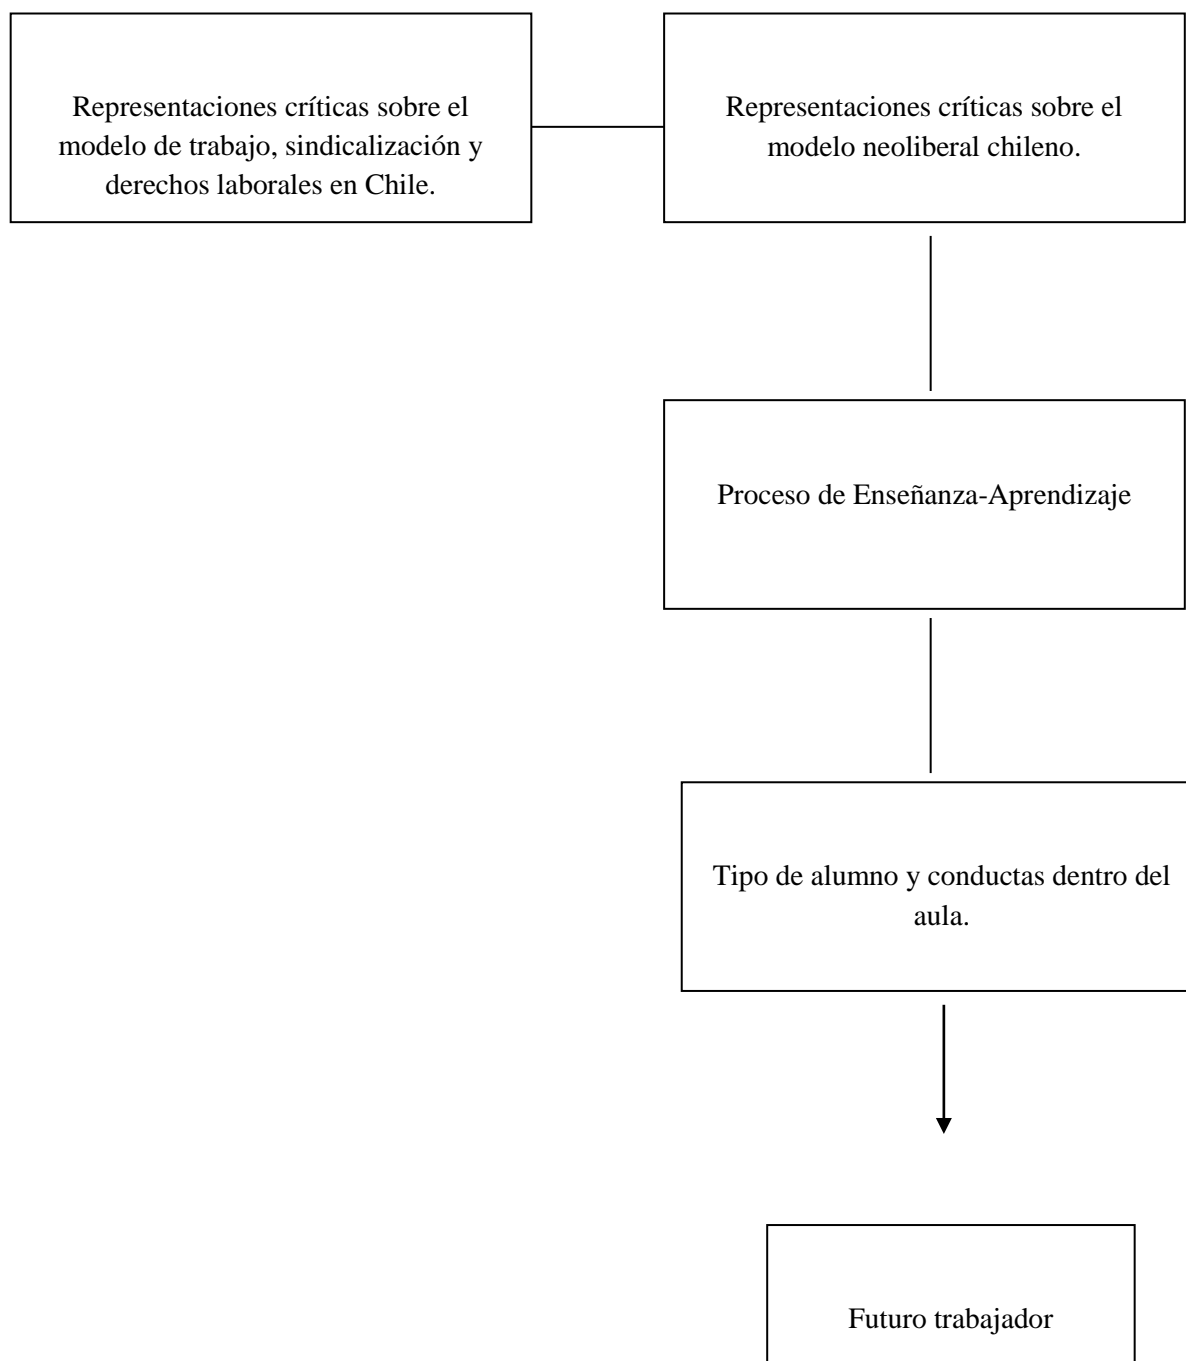 Representaciones críticas sobre el
modelo de trabajo, sindicalización y
derechos laborales en Chile.
Representaciones críticas sobre el
modelo neoliberal chileno.
Proceso de Enseñanza-Aprendizaje
Tipo de alumno y conductas dentro del
aula.
Futuro trabajador